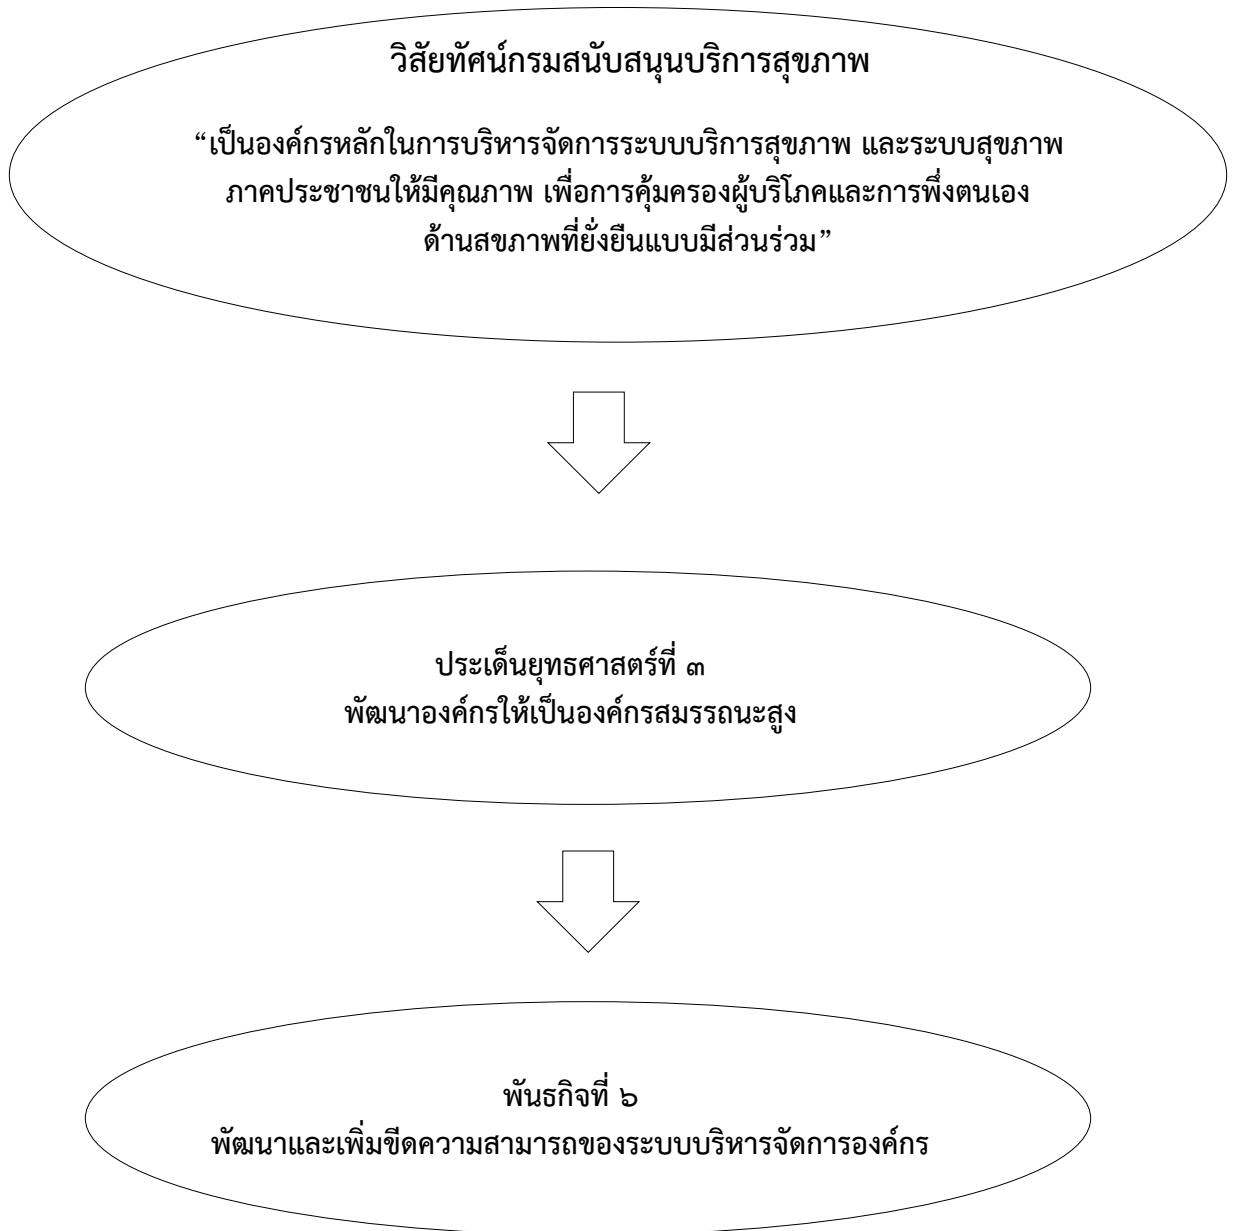 วิสัยทัศน์กรมสนับสนุนบริการสุขภาพ
“เป็นองค์กรหลักในการบริหารจัดการระบบบริการสุขภาพ และระบบสุขภาพ
ภาคประชาชนให้มีคุณภาพ เพื่อการคุ้มครองผู้บริโภคและการพึ่งตนเอง
ด้านสขภาพที่ยั่งยืนแบบมีส่วนร่วม”
ประเด็นยุทธศาสตร์ที่ ๓
พัฒนาองค์กรให้เป็นองค์กรสมรรถนะสูง
พันธกิจที่ ๖
พัฒนาและเพิ่มขีดความสามารถของระบบบริหารจัดการองค์กร